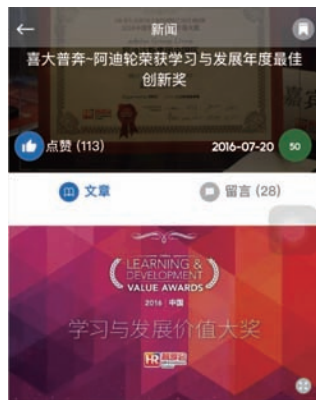 新闻
喜大普奔~阿迪轮荣获学习与发展年度最佳
创新奖
点赞 (113)
2016-07-20
50
文章
留言 (28)
LEARNING &
DEVELOPMENT
VALUE AWARDS
2016 | 中国
学习与发展价值大奖
HR